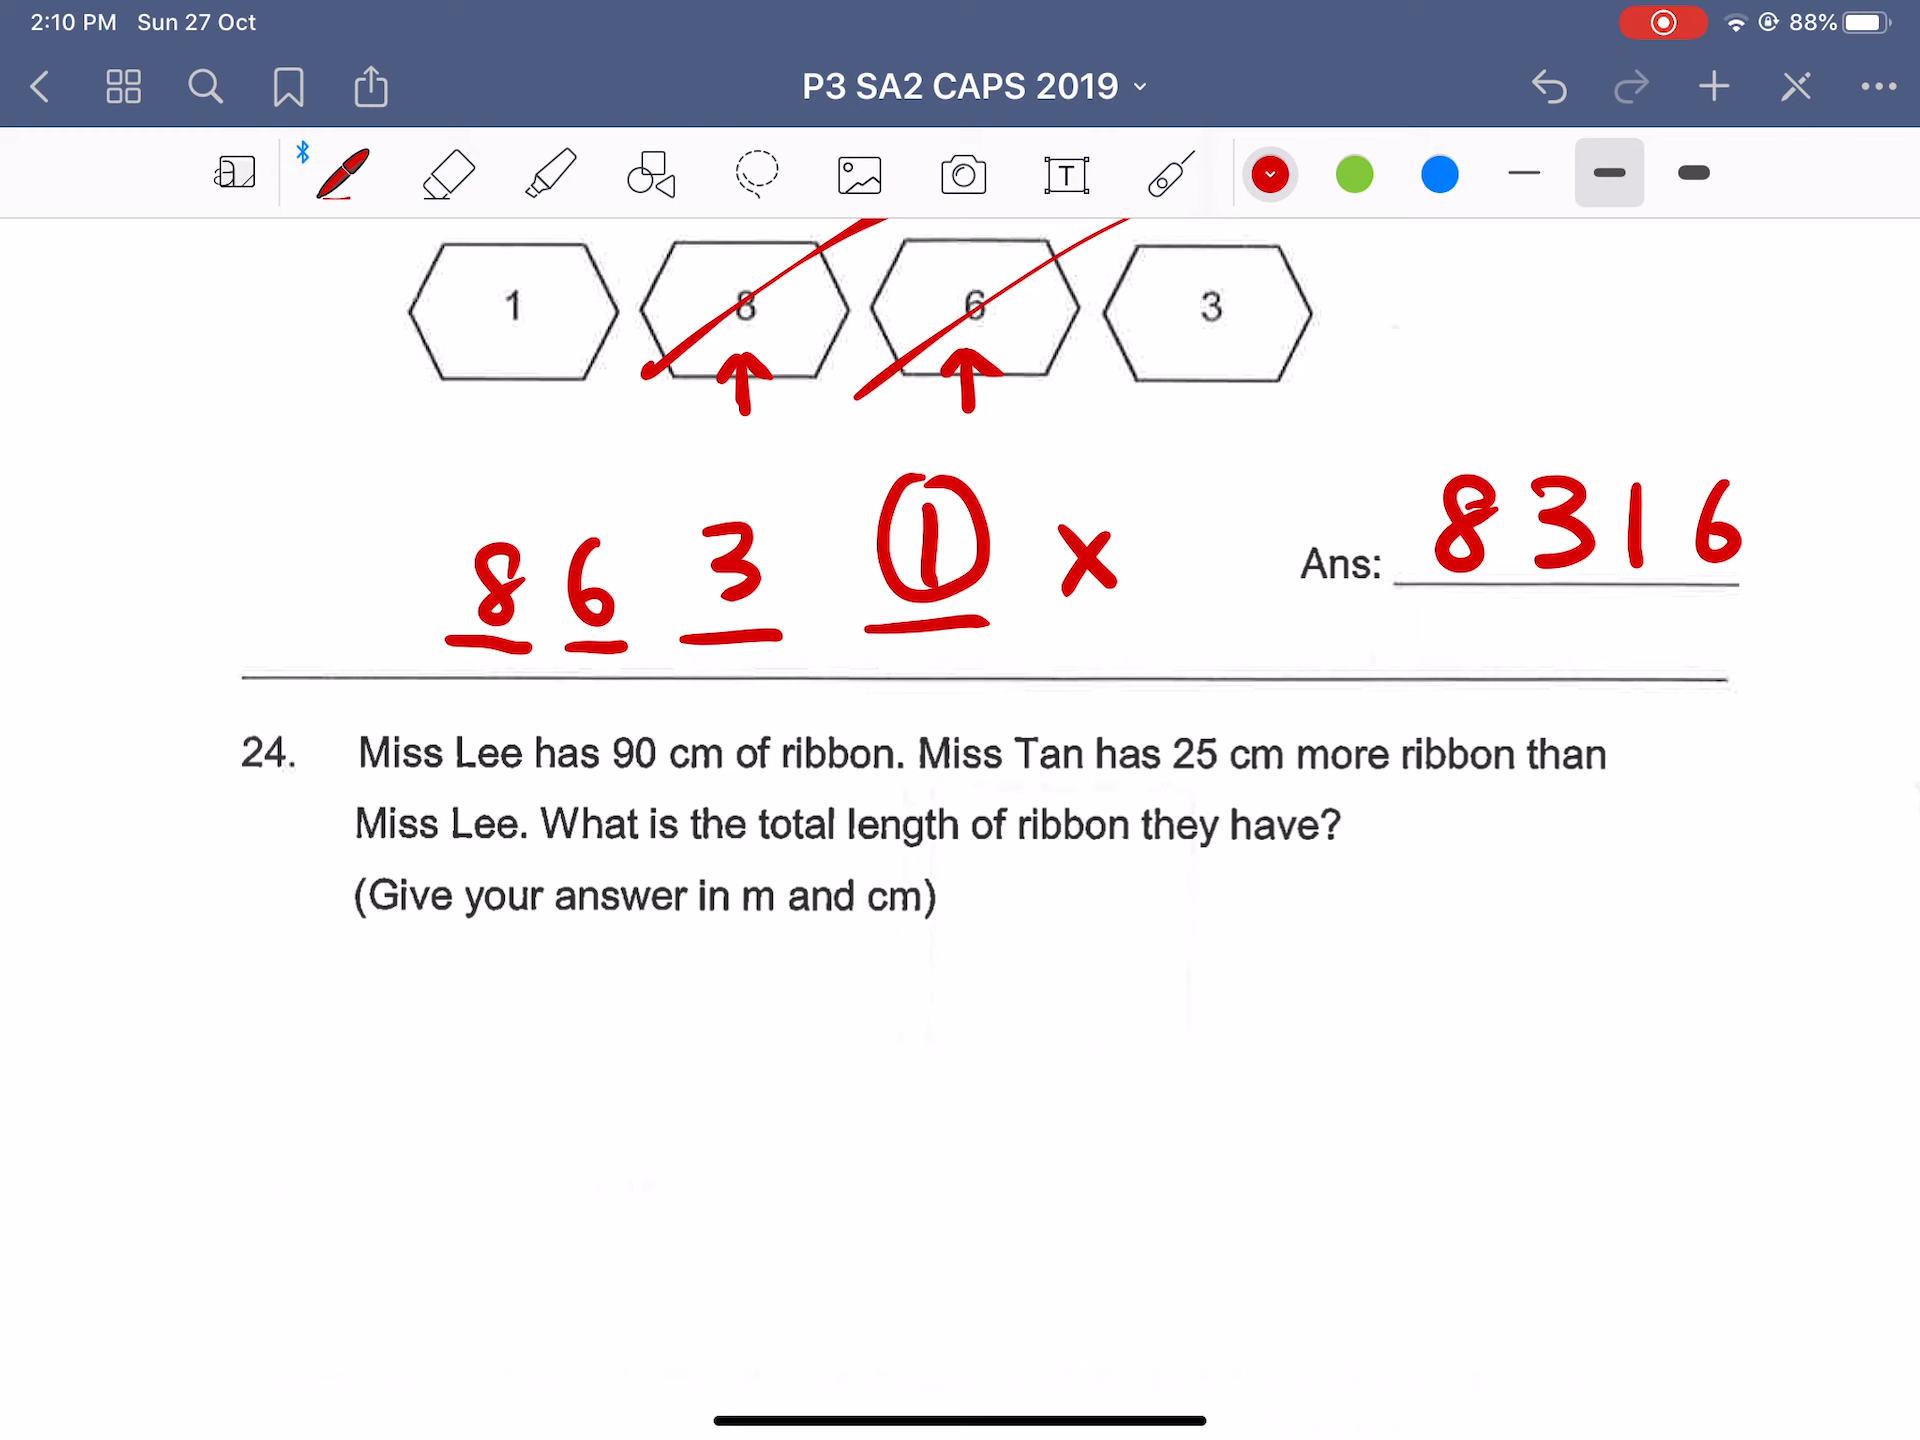 2:10 PM Sun 27 Oct 88%
P3 SA2 CAPS 2019
T
1 8 6 3
8 6 3 1 x
Ans: 8316
24. Miss Lee has 90 cm of ribbon. Miss Tan has 25 cm more ribbon than
Miss Lee. What is the total length of ribbon they have?
(Give your answer in m and cm)